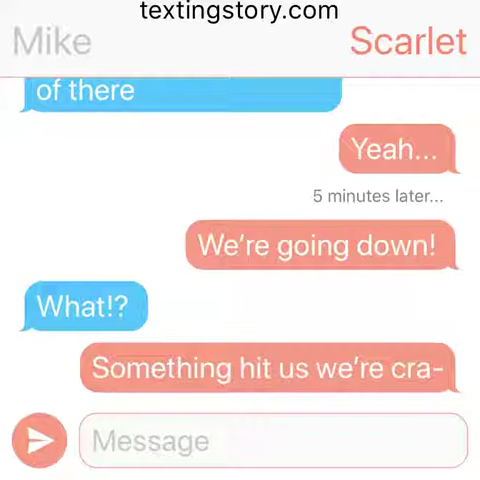 textingstory.com
Mike
Scarlet
of there
Yeah...
5 minutes later...
We’re going down!
What!?
Something hit us we’re cra-
Message